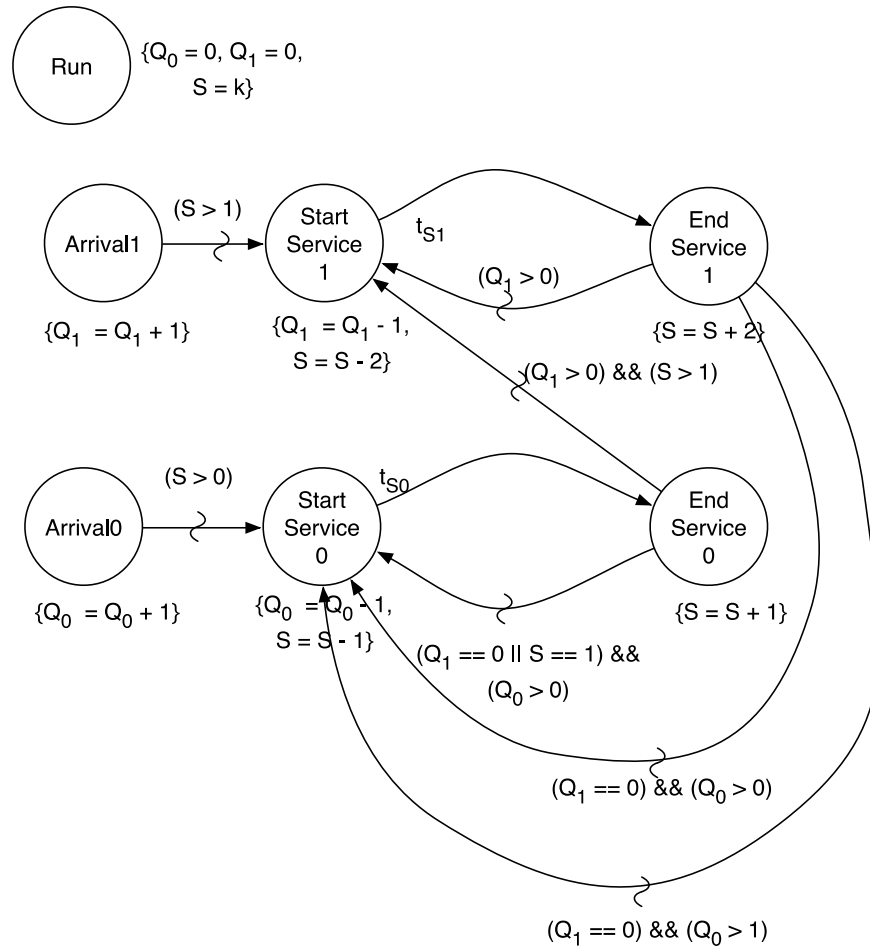 Run
{Q₀ = 0, Q₁ = 0,
S = k}
Arrival1
{Q₁ = Q₁ + 1}
(S > 1)
Start
Service
1
{Q₁ = Q₁ - 1,
S = S - 2}
t_S1
(Q₁ > 0)
End
Service
1
{S = S + 2}
(Q₁ > 0) && (S > 1)
Arrival0
{Q₀ = Q₀ + 1}
(S > 0)
Start
Service
0
{Q₀ = Q₀ - 1,
S = S - 1}
t_S0
End
Service
0
{S = S + 1}
(Q₁ == 0 || S == 1) &&
(Q₀ > 0)
(Q₁ == 0) && (Q₀ > 0)
(Q₁ == 0) && (Q₀ > 1)